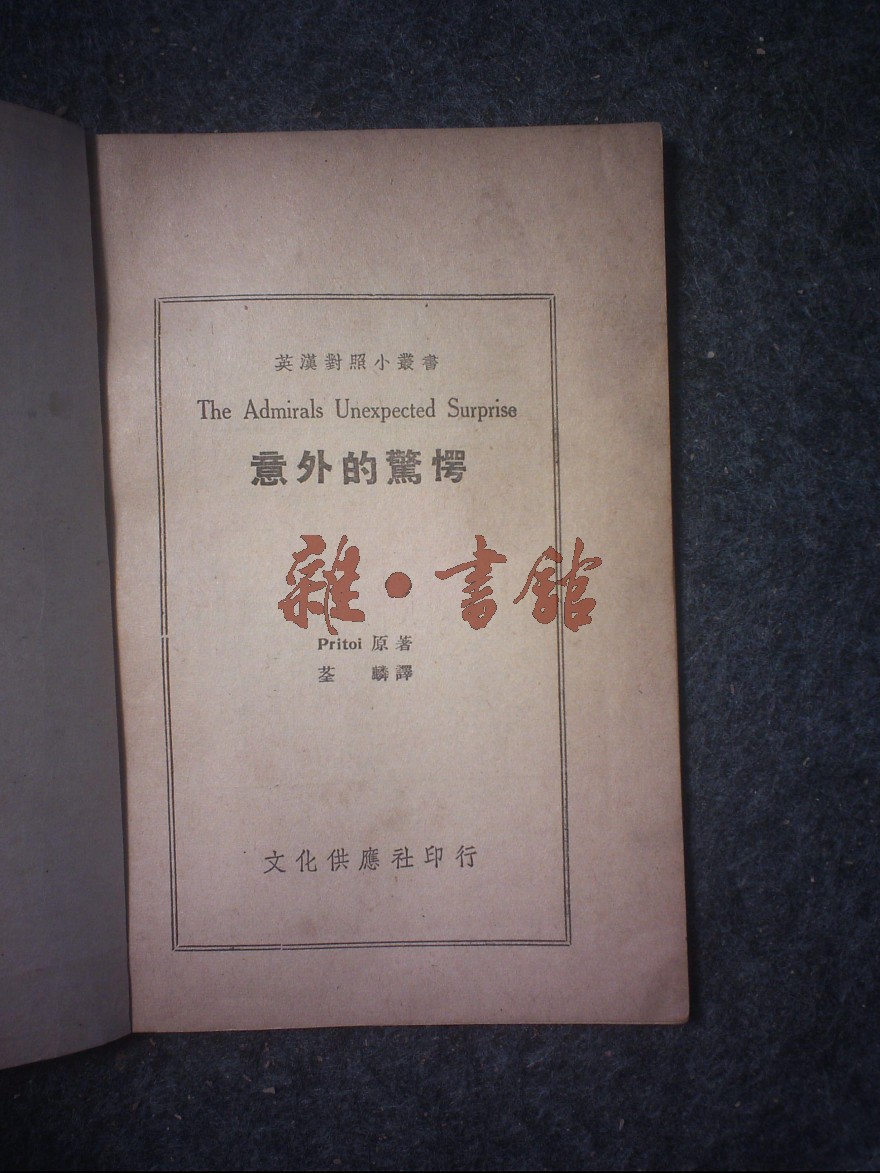 英漢對照小叢書
The Admirals Unexpected Surprise
意外的驚愕
雜·書館
Pritoi 原著
荃麟譯
文化供應社印行